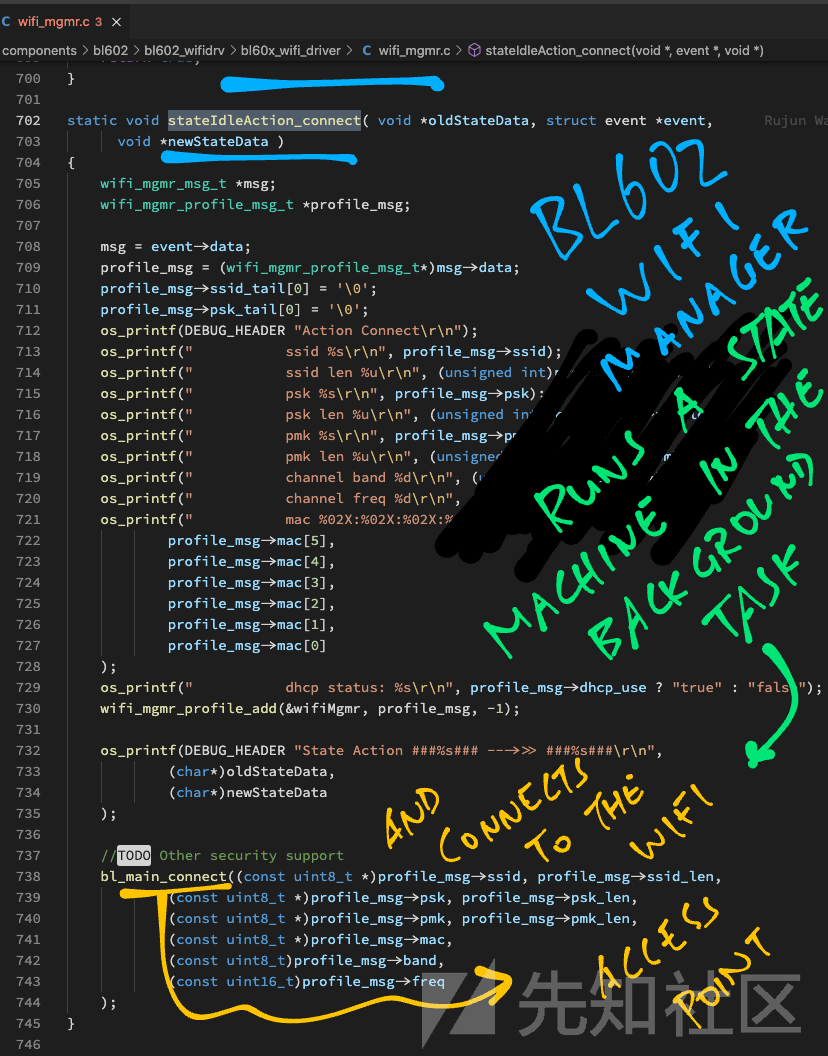 wifi_mgmr.c 3
components > bl602 > bl602_wifidrv > bl60x_wifi_driver > C wifi_mgmr.c > stateIdleAction_connect(void *, event *, void *)
700 }
701
702 static void stateIdleAction_connect( void *oldStateData, struct event *event, Rujun Wa
703 void *newStateData )
704 {
705 wifi_mgmr_msg_t *msg;
706 wifi_mgmr_profile_msg_t *profile_msg;
707
708 msg = event->data;
709 profile_msg = (wifi_mgmr_profile_msg_t*)msg->data;
710 profile_msg->ssid_tail[0] = '\0';
711 profile_msg->psk_tail[0] = '\0';
712 os_printf(DEBUG_HEADER "Action Connect\r\n");
713 os_printf(" ssid %s\r\n", profile_msg->ssid);
714 os_printf(" ssid len %u\r\n", (unsigned int)
715 os_printf(" psk %s\r\n", profile_msg->psk);
716 os_printf(" psk len %u\r\n", (unsigned in
717 os_printf(" pmk %s\r\n", profile_msg->
718 os_printf(" pmk len %u\r\n", (unsigned
719 os_printf(" channel band %d\r\n", (
720 os_printf(" channel freq %d\r\n",
721 os_printf(" mac %02X:%02X:%02X:%
722 profile_msg->mac[5],
723 profile_msg->mac[4],
724 profile_msg->mac[3],
725 profile_msg->mac[2],
726 profile_msg->mac[1],
727 profile_msg->mac[0]
728 );
729 os_printf(" dhcp status: %s\r\n", profile_msg->dhcp_use ? "true" : "fals");
730 wifi_mgmr_profile_add(&wifiMgmr, profile_msg, -1);
731
732 os_printf(DEBUG_HEADER "State Action ###%s### --->> ###%s###\r\n",
733 (char*)oldStateData,
734 (char*)newStateData
735 );
736
737 //TODO Other security support
738 bl_main_connect((const uint8_t *)profile_msg->ssid, profile_msg->ssid_len,
739 (const uint8_t *)profile_msg->psk, profile_msg->psk_len,
740 (const uint8_t *)profile_msg->pmk, profile_msg->pmk_len,
741 (const uint8_t *)profile_msg->mac,
742 (const uint8_t)profile_msg->band,
743 (const uint16_t)profile_msg->freq
744 );
745 }
746
BL602
WIFI
MANAGER
RUNS A STATE
MACHINE IN THE
BACKGROUND
TASK
AND
CONNECTS
TO THE
WIFI
ACCESS
POINT
先知社区